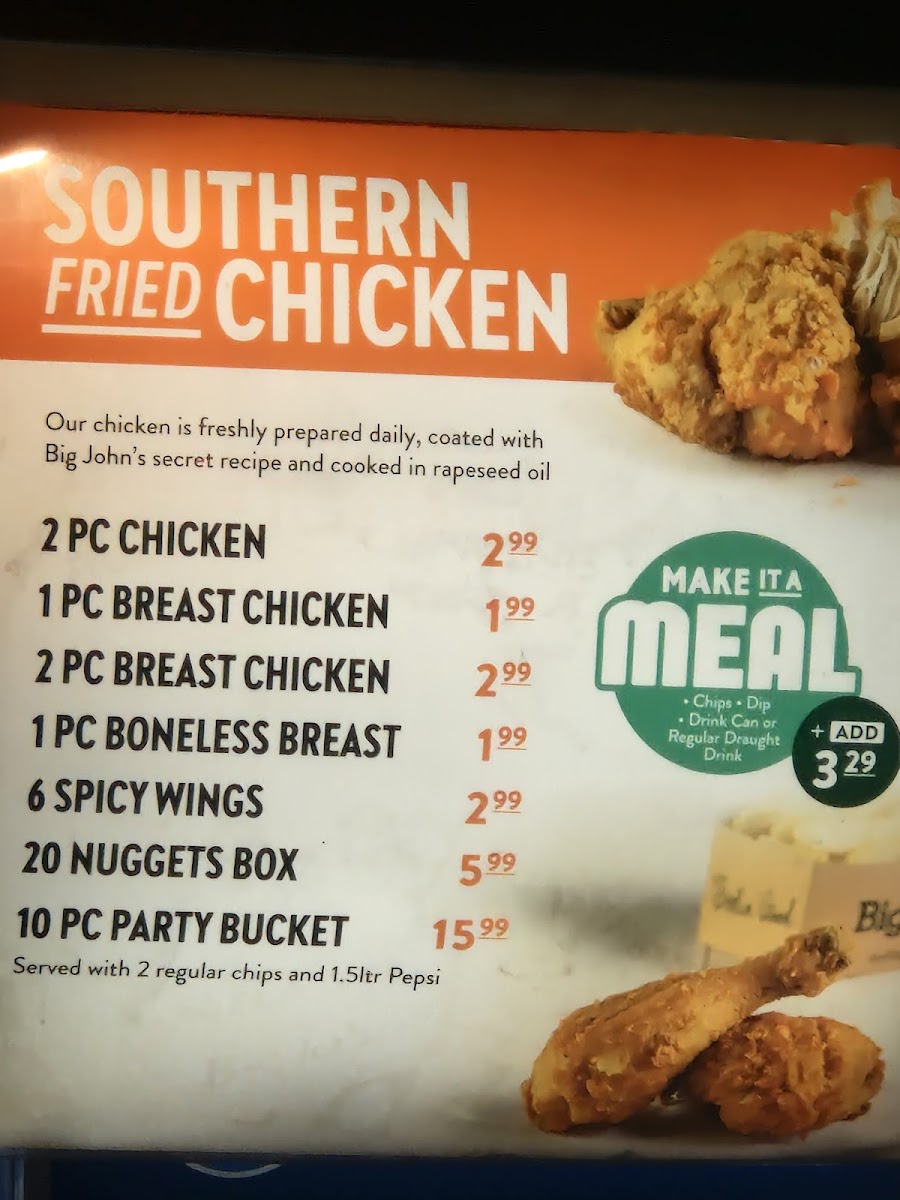 SOUTHERN
FRIED CHICKEN
Our chicken is freshly prepared daily, coated with
Big John's secret recipe and cooked in rapeseed oil
2 PC CHICKEN 2.99
1 PC BREAST CHICKEN 1.99
2 PC BREAST CHICKEN 2.99
1 PC BONELESS BREAST 1.99
6 SPICY WINGS 2.99
20 NUGGETS BOX 5.99
10 PC PARTY BUCKET 15.99
Served with 2 regular chips and 1.5ltr Pepsi
MAKE IT A
MEAL
• Chips • Dip
• Drink Can or
Regular Draught
Drink
+ ADD
3.29
Big